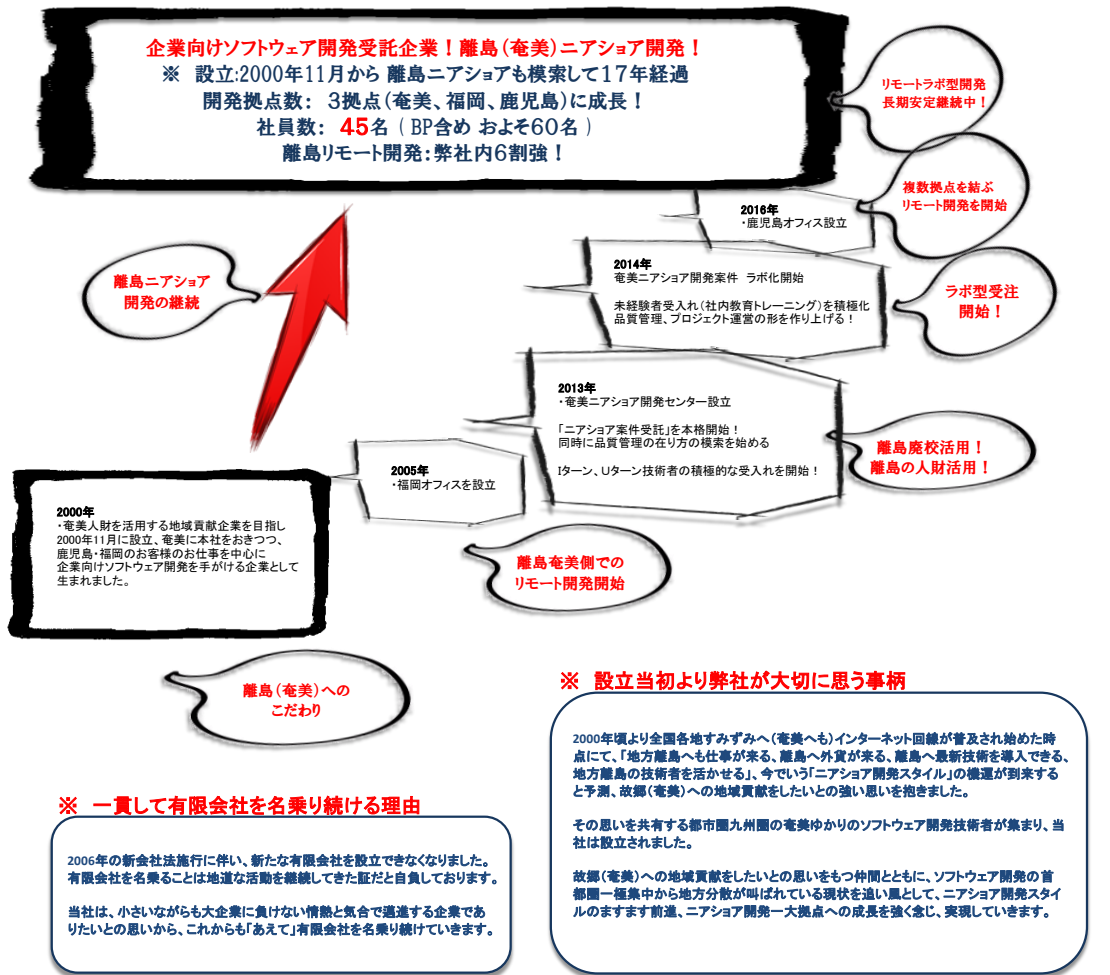 企業向けソフトウェア開発受託企業！離島（奄美）ニアショア開発！
※　設立:2000年11月から 離島ニアショアも模索して17年経過
開発拠点数：　3拠点（奄美、福岡、鹿児島）に成長！
社員数：　45名（ BP含め およそ60名 ）
離島リモート開発：弊社内6割強！
リモートラボ型開発
長期安定継続中！
複数拠点を結ぶ
リモート開発を開始
2016年
・鹿児島オフィス設立
離島ニアショア
開発の継続
2014年
奄美ニアショア開発案件　ラボ化開始
未経験者受入れ（社内教育トレーニング）を積極化
品質管理、プロジェクト運営の形を作り上げる！
ラボ型受注
開始！
2013年
・奄美ニアショア開発センター設立
「ニアショア案件受託」を本格開始！
同時に品質管理の在り方の模索を始める
Iターン、Uターン技術者の積極的な受入れを開始！
離島廃校活用！
離島の人財活用！
2005年
・福岡オフィスを設立
2000年
・奄美人財を活用する地域貢献企業を目指し
2000年11月に設立、奄美に本社をおきつつ、
鹿児島・福岡のお客様のお仕事を中心に
企業向けソフトウェア開発を手がける企業として
生まれました。
離島奄美側での
リモート開発開始
離島（奄美）への
こだわり
※　設立当初より弊社が大切に思う事柄
2000年頃より全国各地すみずみへ（奄美へも）インターネット回線が普及され始めた時
点にて、「地方離島へも仕事が来る、離島へ外貨が来る、離島へ最新技術を導入できる、
地方離島の技術者を活かせる」、今でいう「ニアショア開発スタイル」の機運が到来する
と予測、故郷（奄美）への地域貢献をしたいとの強い思いを抱きました。
その思いを共有する都市圏九州圏の奄美ゆかりのソフトウェア開発技術者が集まり、当
社は設立されました。
故郷（奄美）への地域貢献をしたいとの思いをもつ仲間とともに、ソフトウェア開発の首
都圏一極集中から地方分散が叫ばれている現状を追い風として、ニアショア開発スタイ
ルのますます前進、ニアショア開発一大拠点への成長を強く念じ、実現していきます。
※　一貫して有限会社を名乗り続ける理由
2006年の新会社法施行に伴い、新たな有限会社を設立できなくなりました。
有限会社を名乗ることは地道な活動を継続してきた証だと自負しております。
当社は、小さいながらも大企業に負けない情熱と気合で邁進する企業であ
りたいとの思いから、これからも「あえて」有限会社を名乗り続けていきます。